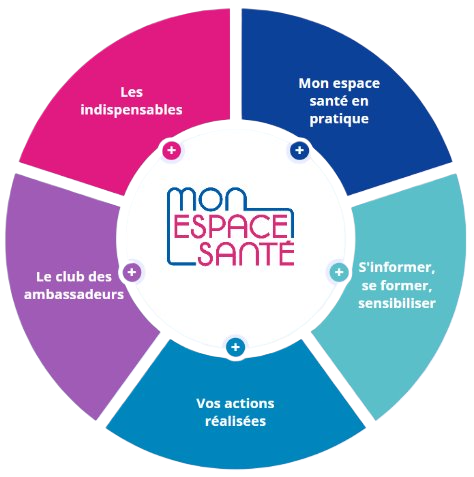 Les
indispensables
Mon espace
santé en
pratique
MON
ESPACE
SANTÉ
Le club des
ambassadeurs
S'informer,
se former,
sensibiliser
Vos actions
réalisées